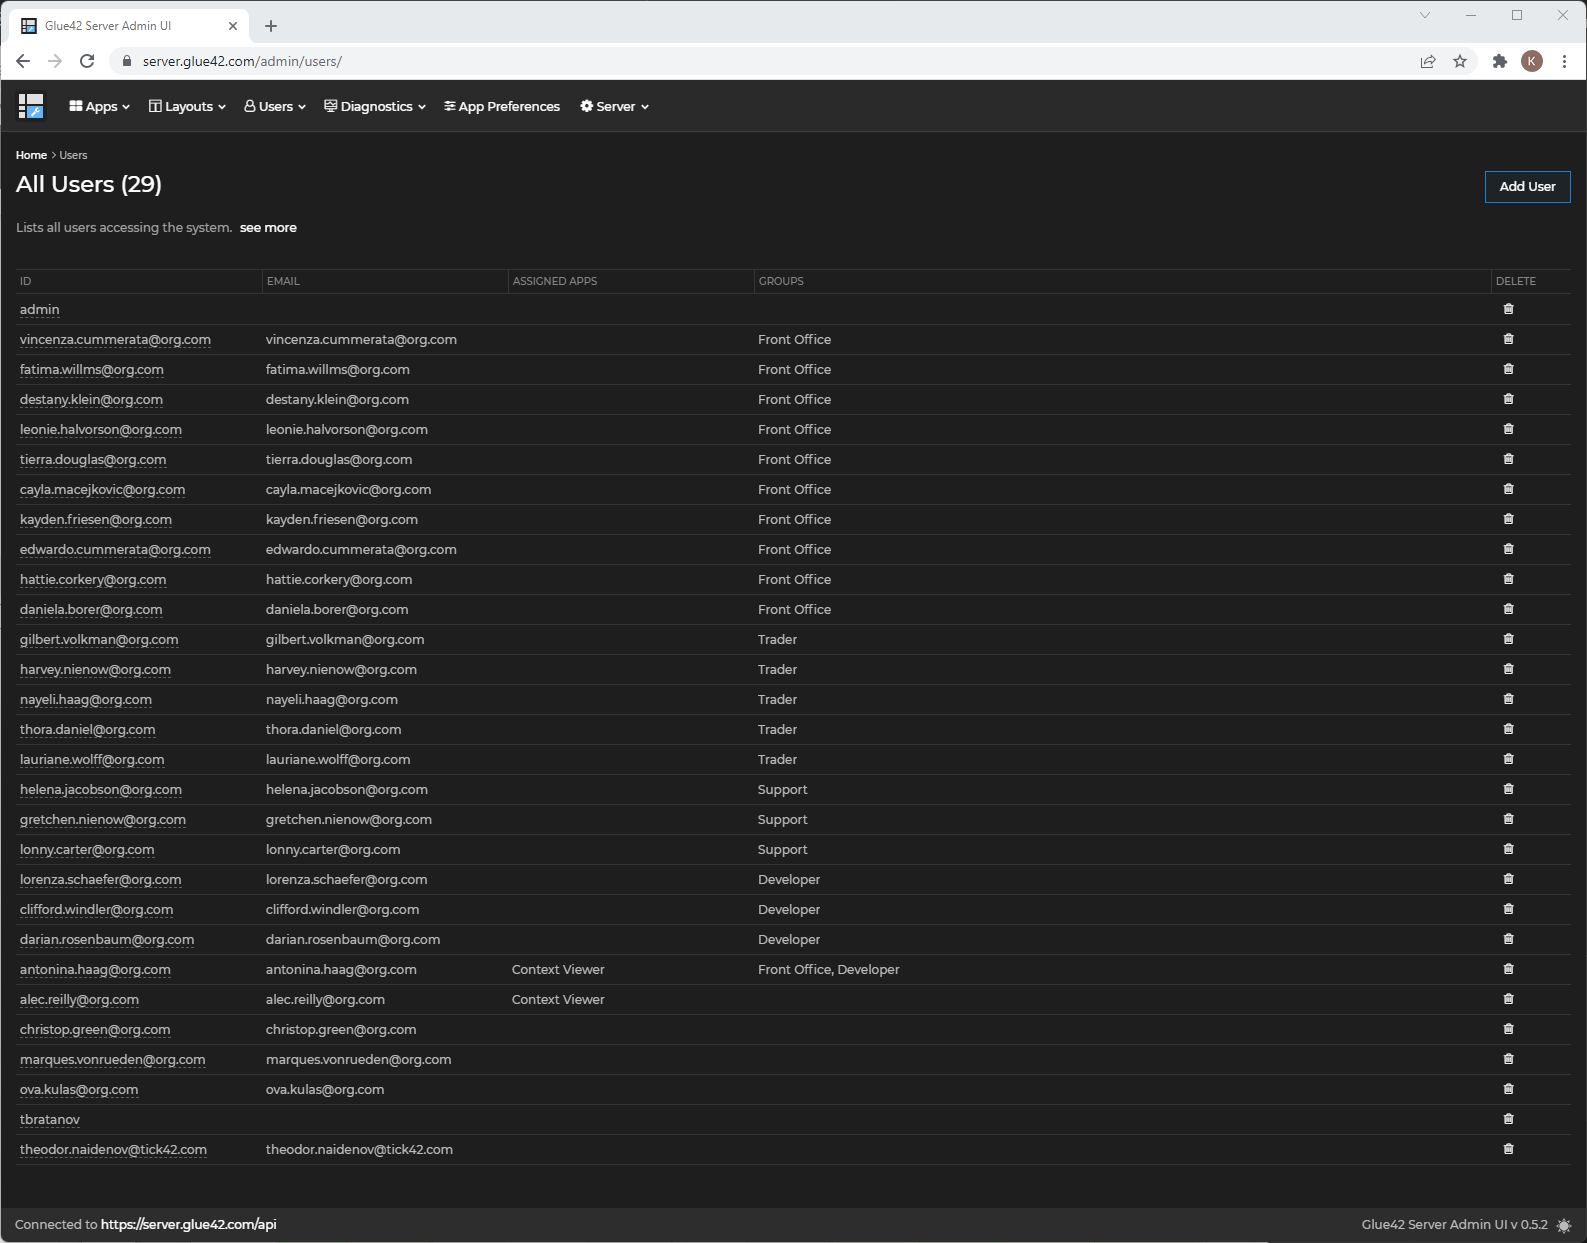 Glue42 Server Admin UI
server.glue42.com/admin/users/
K
Apps Layouts Users Diagnostics App Preferences Server
Home > Users
All Users (29)
Add User
Lists all users accessing the system. see more
ID EMAIL ASSIGNED APPS GROUPS DELETE
admin
vincenza.cummerata@org.com vincenza.cummerata@org.com Front Office
fatima.willms@org.com fatima.willms@org.com Front Office
destany.klein@org.com destany.klein@org.com Front Office
leonie.halvorson@org.com leonie.halvorson@org.com Front Office
tierra.douglas@org.com tierra.douglas@org.com Front Office
cayla.macejkovic@org.com cayla.macejkovic@org.com Front Office
kayden.friesen@org.com kayden.friesen@org.com Front Office
edwardo.cummerata@org.com edwardo.cummerata@org.com Front Office
hattie.corkery@org.com hattie.corkery@org.com Front Office
daniela.borer@org.com daniela.borer@org.com Front Office
gilbert.volkman@org.com gilbert.volkman@org.com Trader
harvey.nienow@org.com harvey.nienow@org.com Trader
nayeli.haag@org.com nayeli.haag@org.com Trader
thora.daniel@org.com thora.daniel@org.com Trader
lauriane.wolff@org.com lauriane.wolff@org.com Trader
helena.jacobson@org.com helena.jacobson@org.com Support
gretchen.nienow@org.com gretchen.nienow@org.com Support
lonny.carter@org.com lonny.carter@org.com Support
lorenza.schaefer@org.com lorenza.schaefer@org.com Developer
clifford.windler@org.com clifford.windler@org.com Developer
darian.rosenbaum@org.com darian.rosenbaum@org.com Developer
antonina.haag@org.com antonina.haag@org.com Context Viewer Front Office, Developer
alec.reilly@org.com alec.reilly@org.com Context Viewer
christop.green@org.com christop.green@org.com
marques.vonrueden@org.com marques.vonrueden@org.com
ova.kulas@org.com ova.kulas@org.com
tbratanov
theodor.naidenov@tick42.com theodor.naidenov@tick42.com
Connected to https://server.glue42.com/api Glue42 Server Admin UI v 0.5.2